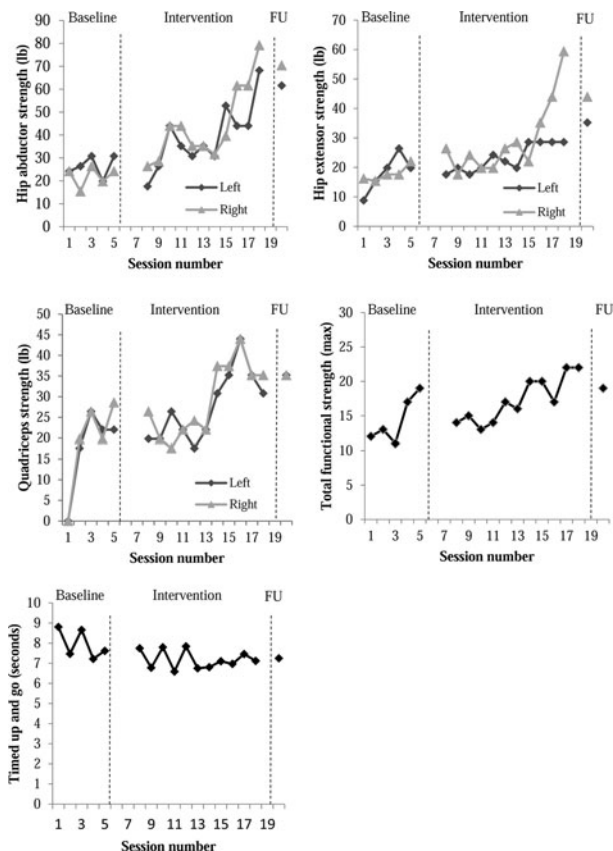 Baseline Intervention FU
Hip abductor strength (lb)
90
80
70
60
50
40
30
20
10
0
Left
Right
1 3 5 7 9 11 13 15 17 19
Session number
Baseline Intervention FU
Hip extensor strength (lb)
70
60
50
40
30
20
10
0
Left
Right
1 3 5 7 9 11 13 15 17 19
Session number
Baseline Intervention FU
Quadriceps strength (lb)
50
45
40
35
30
25
20
15
10
5
0
Left
Right
1 3 5 7 9 11 13 15 17 19
Session number
Baseline Intervention FU
Total functional strength (max)
30
25
20
15
10
5
0
1 3 5 7 9 11 13 15 17 19
Session number
Baseline Intervention FU
Timed up and go (seconds)
10
9
8
7
6
5
4
3
2
1
0
1 3 5 7 9 11 13 15 17 19
Session number